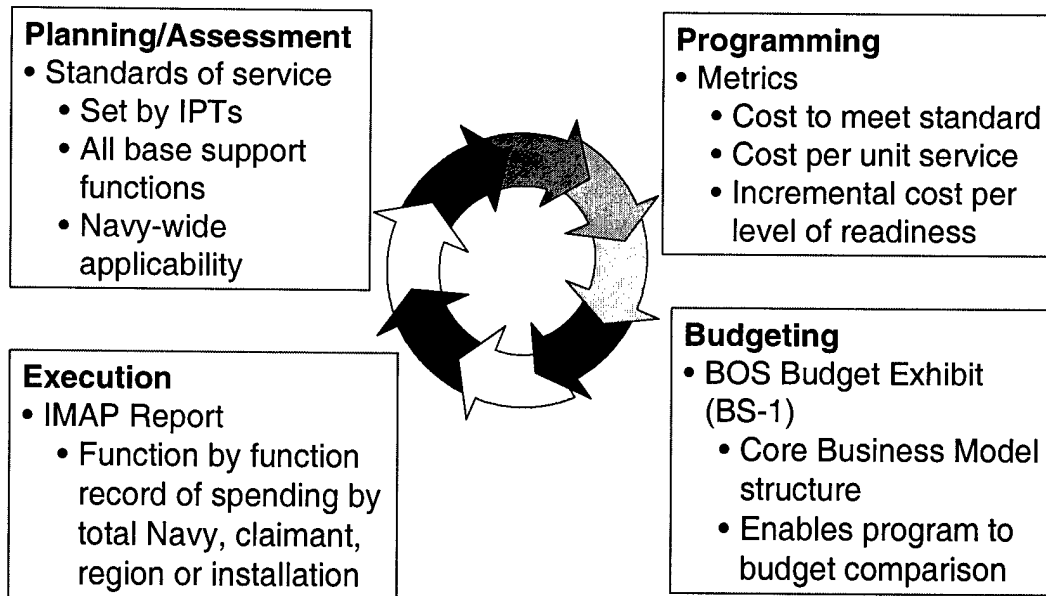 Planning/Assessment
• Standards of service
• Set by IPTs
• All base support
functions
• Navy-wide
applicability
Programming
• Metrics
• Cost to meet standard
• Cost per unit service
• Incremental cost per
level of readiness
Execution
• IMAP Report
• Function by function
record of spending by
total Navy, claimant,
region or installation
Budgeting
• BOS Budget Exhibit
(BS-1)
• Core Business Model
structure
• Enables program to
budget comparison